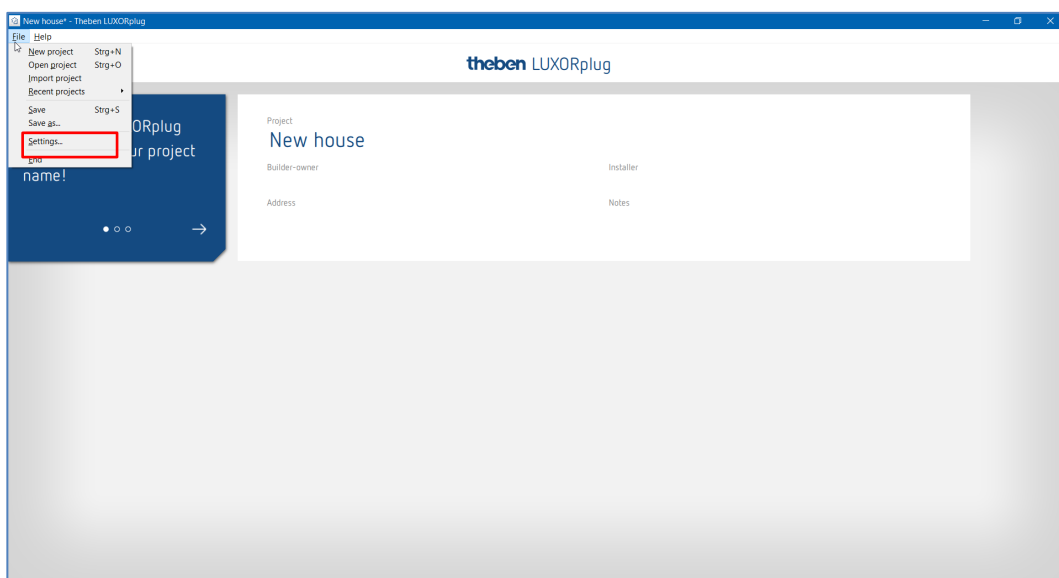 New house* - Theben LUXORplug
File Help
theben LUXORplug
New project Strg+N
Open project Strg+O
Import project
Recent projects
Save Strg+S
Save as...
Settings...
End
ORplug
ur project
name!
Project
New house
Builder-owner Installer
Address Notes